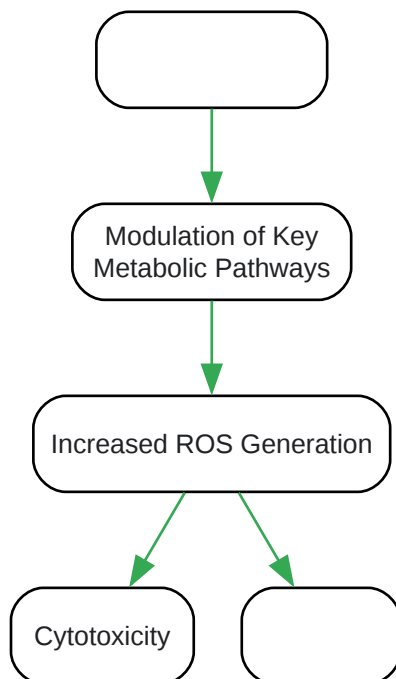 Modulation of Key
Metabolic Pathways
Increased ROS Generation
Cytotoxicity